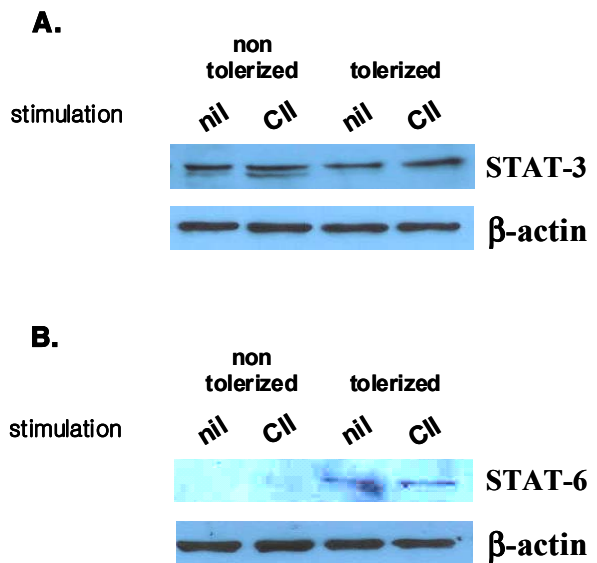 A.
non
tolerized tolerized
stimulation nil CII nil CII
STAT-3
β-actin
B.
non
tolerized tolerized
stimulation nil CII nil CII
STAT-6
β-actin